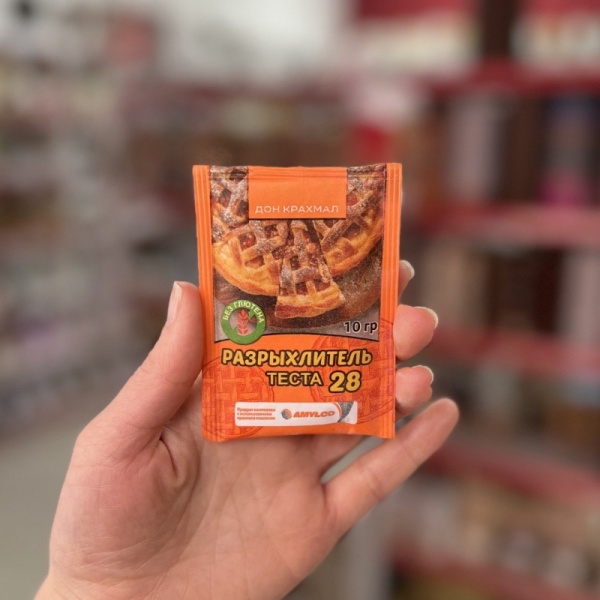 ДОН КРАХМАЛ
БЕЗ ГЛЮТЕНА
10 гр
РАЗРЫХЛИТЕЛЬ
ТЕСТА 28
AMYLCO